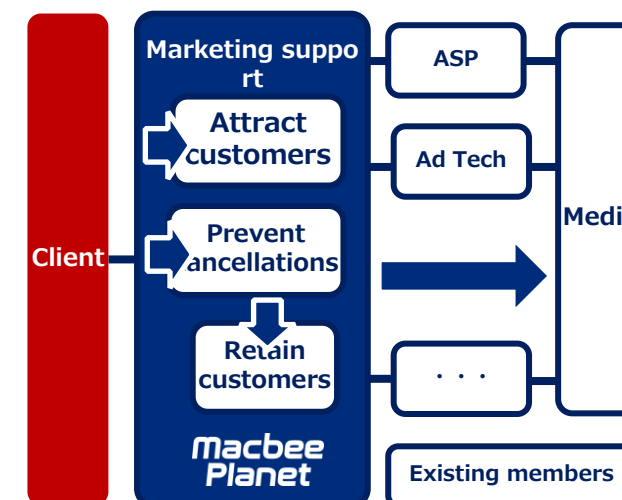 Marketing suppo
rt
Attract
customers
Prevent
ancellations
Retain
customers
Macbee
Planet
Client
ASP
Ad Tech
. . .
Medi
Existing members